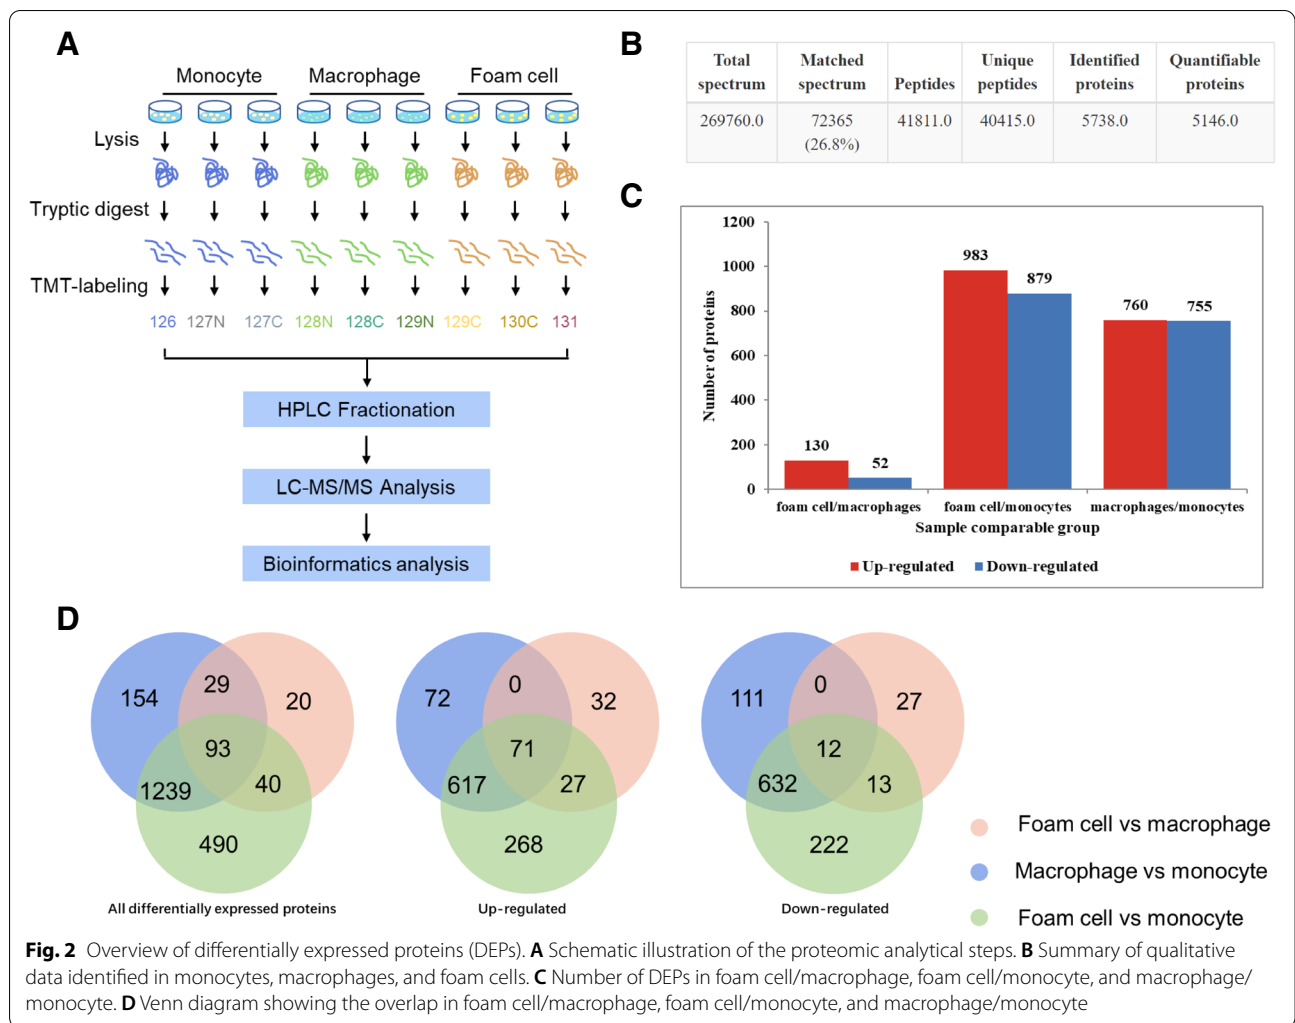 A
Monocyte Macrophage Foam cell
Lysis
Tryptic digest
TMT-labeling
126 127N 127C 128N 128C 129N 129C 130C 131
HPLC Fractionation
LC-MS/MS Analysis
Bioinformatics analysis
B
Total spectrum Matched spectrum Peptides Unique peptides Identified proteins Quantifiable proteins
269760.0 72365 (26.8%) 41811.0 40415.0 5738.0 5146.0
C
Number of proteins
1200
1000
800
600
400
200
0
130 52 983 879 760 755
foam cell/macrophages foam cell/monocytes macrophages/monocytes
Sample comparable group
Up-regulated Down-regulated
D
154 29 20
93
1239 40
490
All differentially expressed proteins
72 0 32
71
617 27
268
Up-regulated
111 0 27
12
632 13
222
Down-regulated
Foam cell vs macrophage
Macrophage vs monocyte
Foam cell vs monocyte
Fig. 2 Overview of differentially expressed proteins (DEPs). A Schematic illustration of the proteomic analytical steps. B Summary of qualitative
data identified in monocytes, macrophages, and foam cells. C Number of DEPs in foam cell/macrophage, foam cell/monocyte, and macrophage/
monocyte. D Venn diagram showing the overlap in foam cell/macrophage, foam cell/monocyte, and macrophage/monocyte